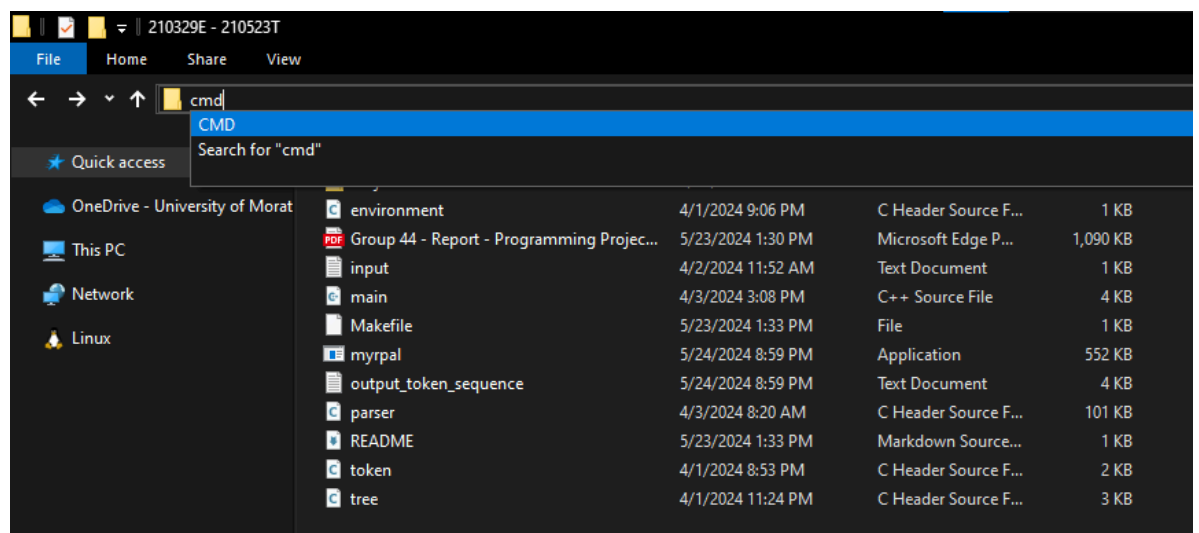 210329E - 210523T
File Home Share View
cmd
CMD
Search for "cmd"
Quick access
OneDrive - University of Morat
This PC
Network
Linux
environment 4/1/2024 9:06 PM C Header Source F... 1 KB
PDF Group 44 - Report - Programming Projec... 5/23/2024 1:30 PM Microsoft Edge P... 1,090 KB
input 4/2/2024 11:52 AM Text Document 1 KB
main 4/3/2024 3:08 PM C++ Source File 4 KB
Makefile 5/23/2024 1:33 PM File 1 KB
myrpal 5/24/2024 8:59 PM Application 552 KB
output_token_sequence 5/24/2024 8:59 PM Text Document 4 KB
parser 4/3/2024 8:20 AM C Header Source F... 101 KB
README 5/23/2024 1:33 PM Markdown Source... 1 KB
token 4/1/2024 8:53 PM C Header Source F... 2 KB
tree 4/1/2024 11:24 PM C Header Source F... 3 KB